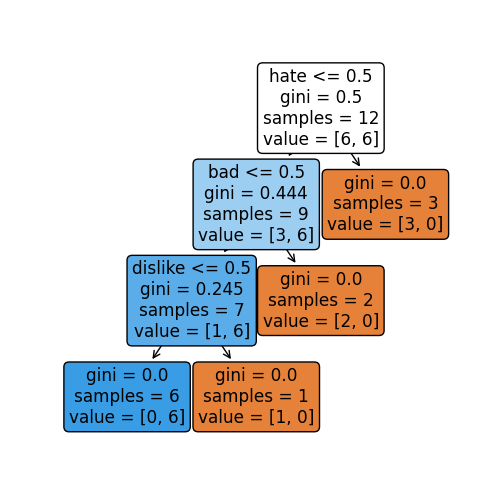 hate <= 0.5
gini = 0.5
samples = 12
value = [6, 6]
bad <= 0.5
gini = 0.444
samples = 9
value = [3, 6]
gini = 0.0
samples = 3
value = [3, 0]
dislike <= 0.5
gini = 0.245
samples = 7
value = [1, 6]
gini = 0.0
samples = 2
value = [2, 0]
gini = 0.0
samples = 6
value = [0, 6]
gini = 0.0
samples = 1
value = [1, 0]